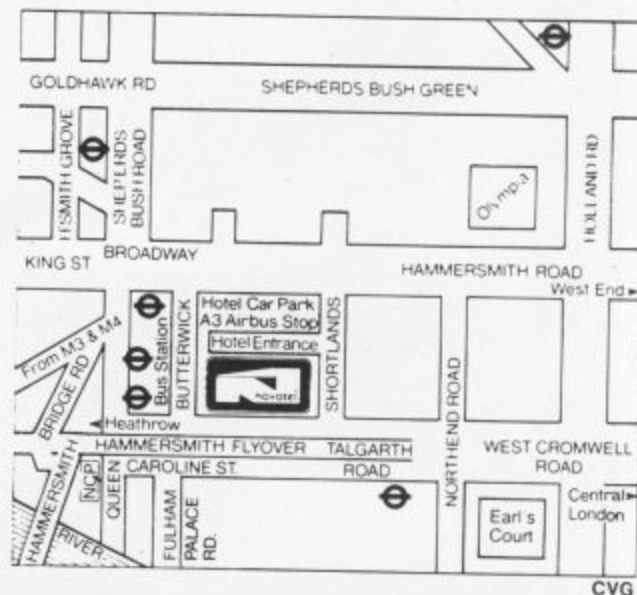 GOLDHAWK RD
SHEPHERDS BUSH GREEN
H'SMITH GROVE
SHEPHERDS
BUSH ROAD
Olympia
HOLLAND RD
BROADWAY
KING ST
HAMMERSMITH ROAD
West End
Hotel Car Park
A3 Airbus Stop
Hotel Entrance
novotel
From M3 & M4
BRIDGE RD
Bus Station
BUTTERWICK
SHORTLANDS
Heathrow
HAMMERSMITH FLYOVER
TALGARTH
ROAD
NORTHEND ROAD
WEST CROMWELL
ROAD
HAMMERSMITH
NCP
QUEEN
CAROLINE ST.
FULHAM
PALACE
RD.
RIVER
Earl's
Court
Central
London
CVG